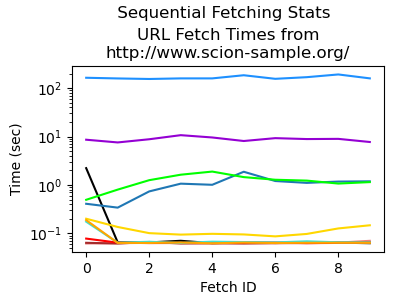 Sequential Fetching Stats
URL Fetch Times from
http://www.scion-sample.org/
10²
10¹
10⁰
10⁻¹
Time (sec)
0 2 4 6 8
Fetch ID